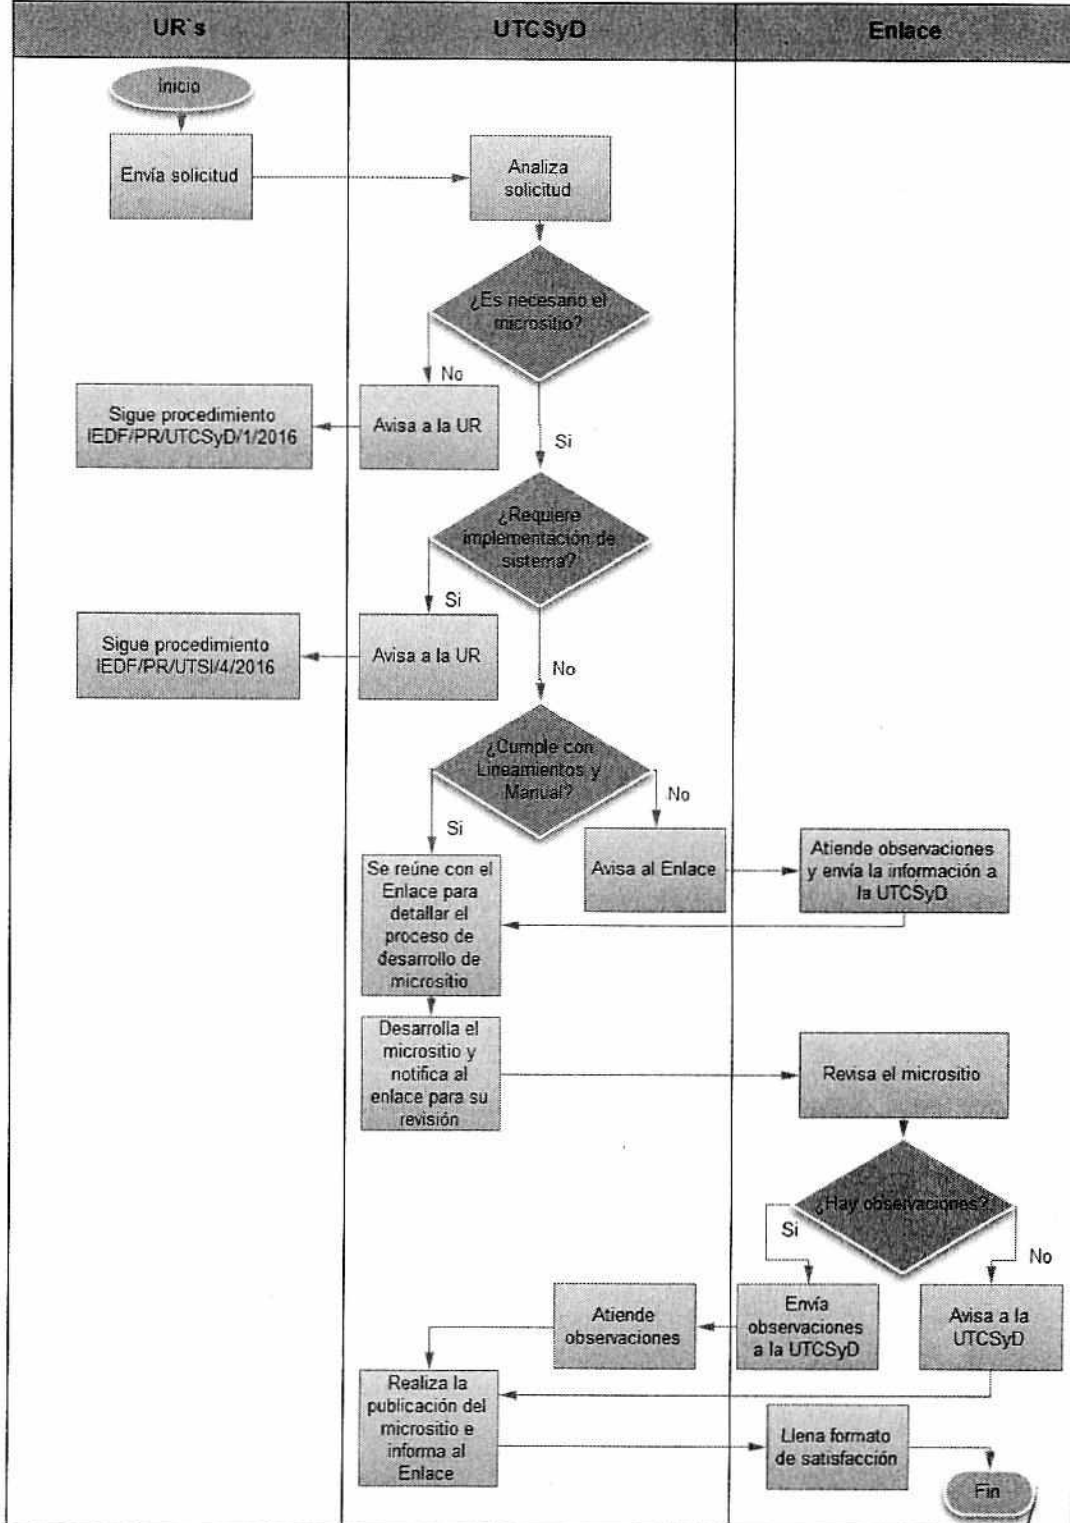 UR`s
UTCSyD
Enlace
Inicio
Envía solicitud
Analiza
solicitud
¿Es necesario el
micrositio?
No
Si
Avisa a la UR
Sigue procedimiento
IEDF/PR/UTCSyD/1/2016
¿Requiere
implementación de
sistema?
Si
No
Avisa a la UR
Sigue procedimiento
IEDF/PR/UTSI/4/2016
¿Cumple con
Lineamientos y
Manual?
Si
No
Avisa al Enlace
Atiende observaciones
y envía la información a
la UTCSyD
Se reúne con el
Enlace para
detallar el
proceso de
desarrollo de
micrositio
Desarrolla el
micrositio y
notifica al
enlace para su
revisión
Revisa el micrositio
¿Hay observaciones?
Si
No
Envía
observaciones
a la UTCSyD
Avisa a la
UTCSyD
Atiende
observaciones
Realiza la
publicación del
micrositio e
informa al
Enlace
Llena formato
de satisfacción
Fin